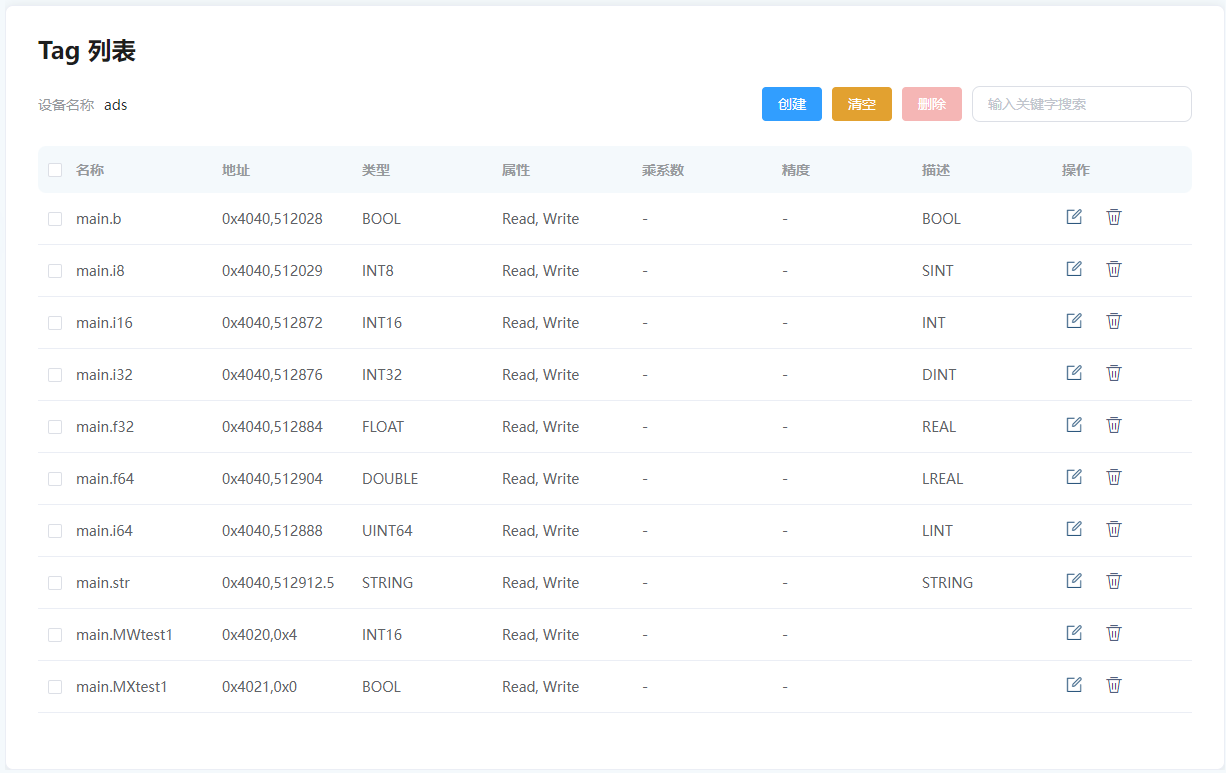 Tag 列表
设备名称 ads 创建 清空 删除 输入关键字搜索
名称 地址 类型 属性 乘系数 精度 描述 操作
main.b 0x4040,512028 BOOL Read, Write - - BOOL
main.i8 0x4040,512029 INT8 Read, Write - - SINT
main.i16 0x4040,512872 INT16 Read, Write - - INT
main.i32 0x4040,512876 INT32 Read, Write - - DINT
main.f32 0x4040,512884 FLOAT Read, Write - - REAL
main.f64 0x4040,512904 DOUBLE Read, Write - - LREAL
main.i64 0x4040,512888 UINT64 Read, Write - - LINT
main.str 0x4040,512912.5 STRING Read, Write - - STRING
main.MWtest1 0x4020,0x4 INT16 Read, Write - -
main.MXtest1 0x4021,0x0 BOOL Read, Write - -